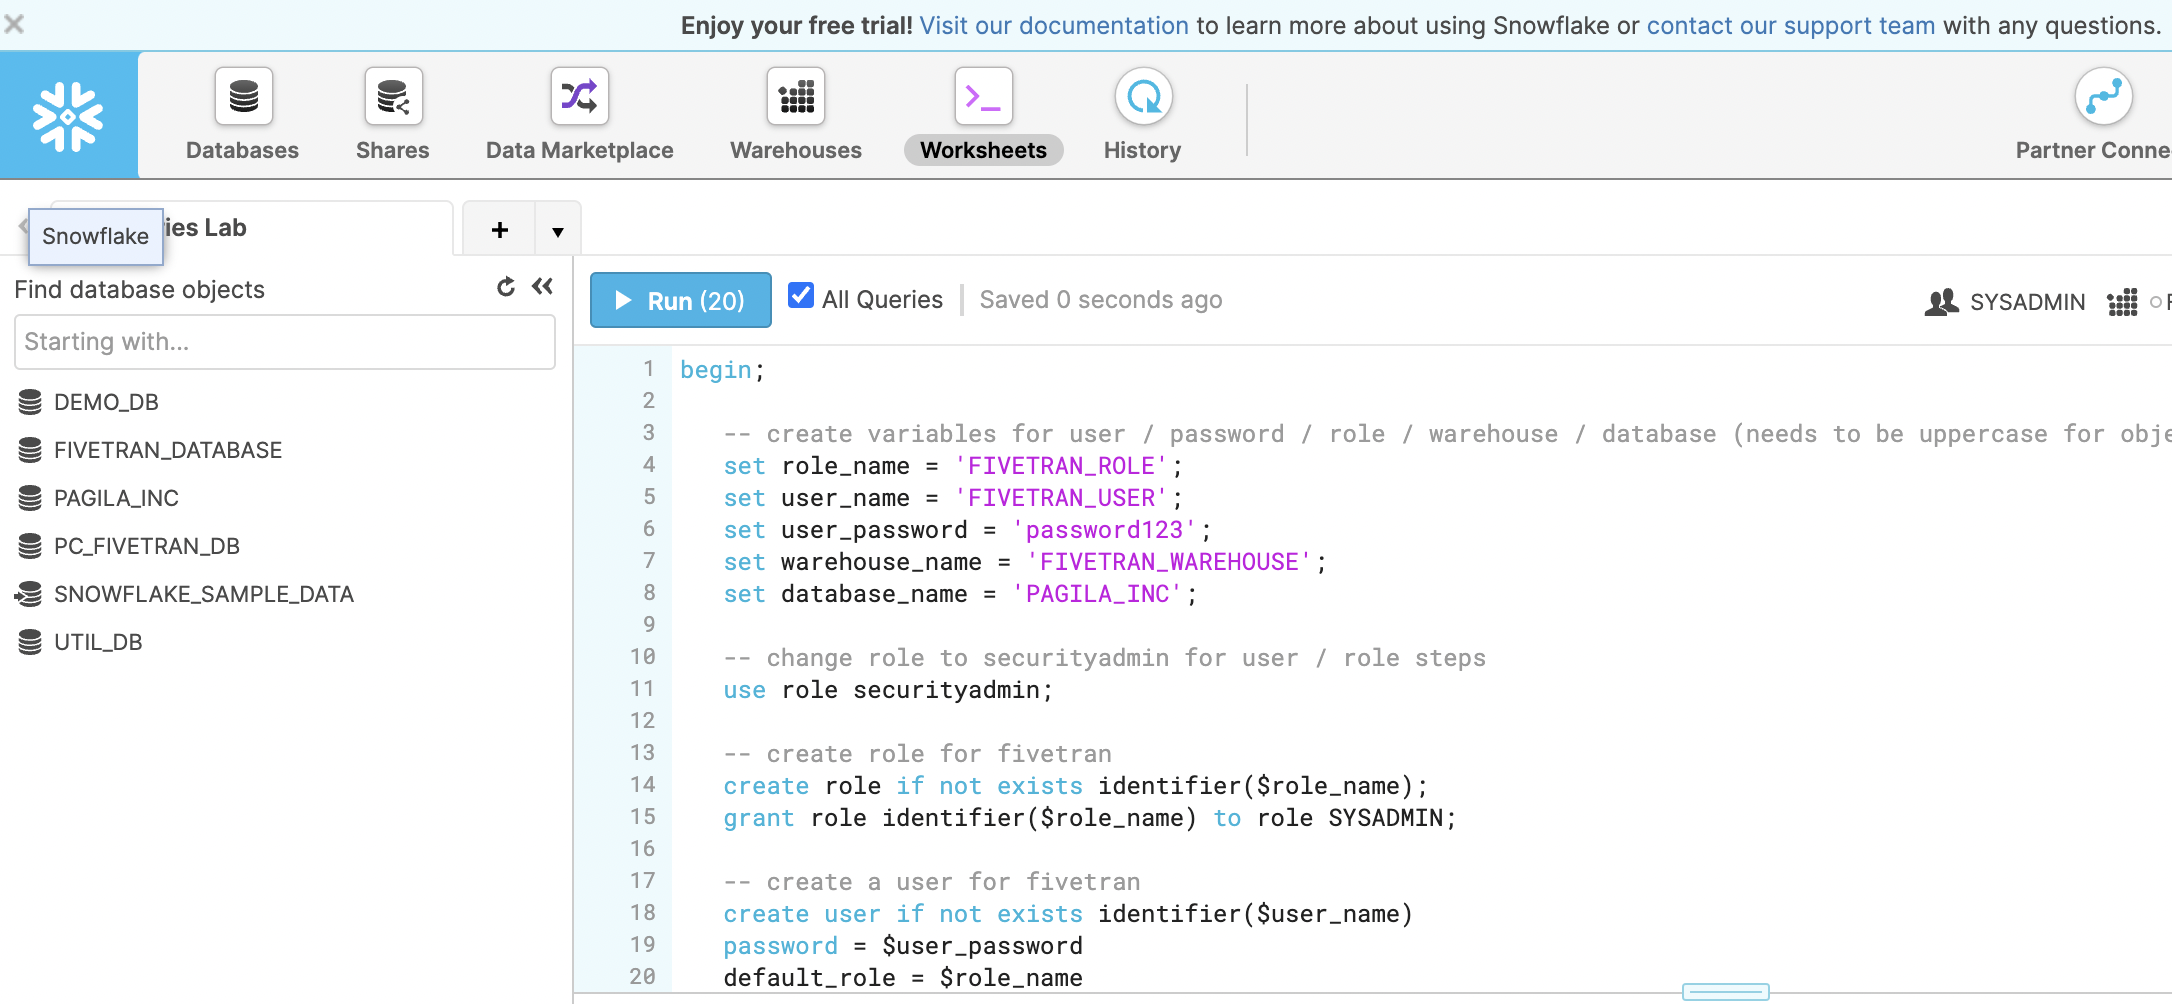 Enjoy your free trial! Visit our documentation to learn more about using Snowflake or contact our support team with any questions.
Databases
Shares
Data Marketplace
Warehouses
Worksheets
History
Partner Conne
Snowflake
ies Lab
+
Find database objects
Starting with...
DEMO_DB
FIVETRAN_DATABASE
PAGILA_INC
PC_FIVETRAN_DB
SNOWFLAKE_SAMPLE_DATA
UTIL_DB
Run (20)
All Queries
Saved 0 seconds ago
SYSADMIN
1 begin;
2
3 -- create variables for user / password / role / warehouse / database (needs to be uppercase for obje
4 set role_name = 'FIVETRAN_ROLE';
5 set user_name = 'FIVETRAN_USER';
6 set user_password = 'password123';
7 set warehouse_name = 'FIVETRAN_WAREHOUSE';
8 set database_name = 'PAGILA_INC';
9
10 -- change role to securityadmin for user / role steps
11 use role securityadmin;
12
13 -- create role for fivetran
14 create role if not exists identifier($role_name);
15 grant role identifier($role_name) to role SYSADMIN;
16
17 -- create a user for fivetran
18 create user if not exists identifier($user_name)
19 password = $user_password
20 default_role = $role_name